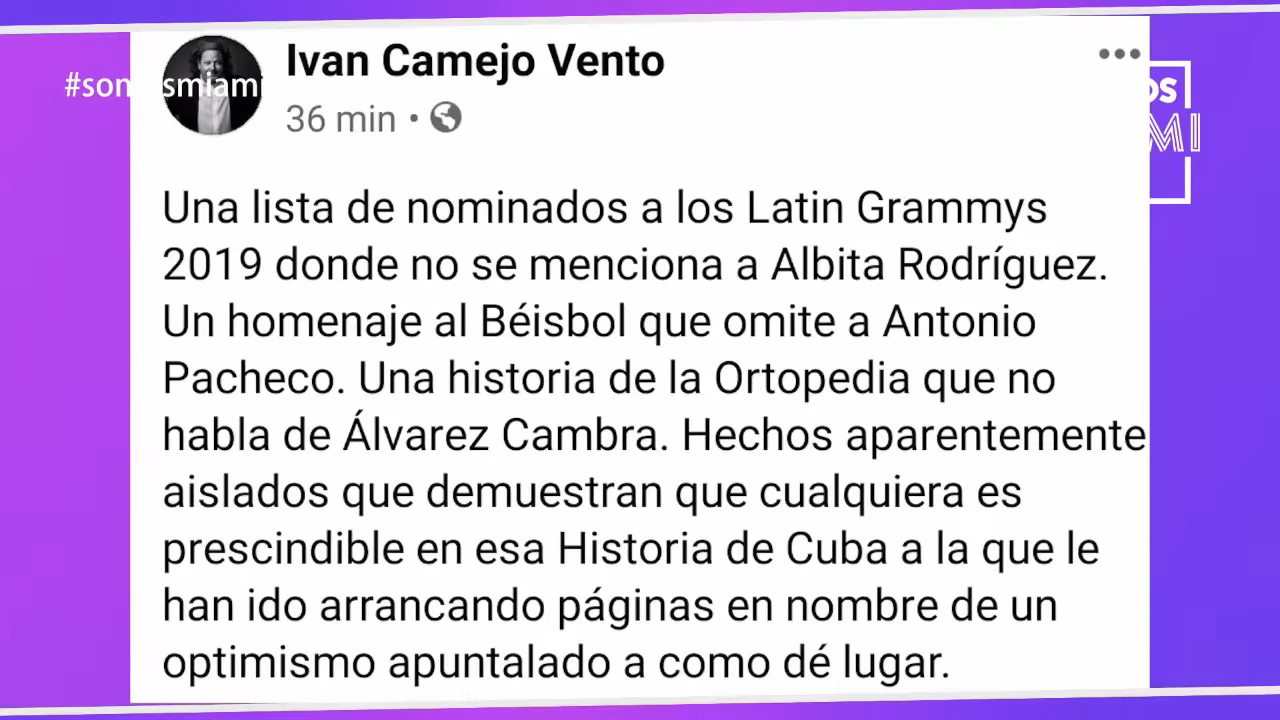 Ivan Camejo Vento
36 min •
Una lista de nominados a los Latin Grammys
2019 donde no se menciona a Albita Rodríguez.
Un homenaje al Béisbol que omite a Antonio
Pacheco. Una historia de la Ortopedia que no
habla de Álvarez Cambra. Hechos aparentemente
aislados que demuestran que cualquiera es
prescindible en esa Historia de Cuba a la que le
han ido arrancando páginas en nombre de un
optimismo apuntalado a como dé lugar.